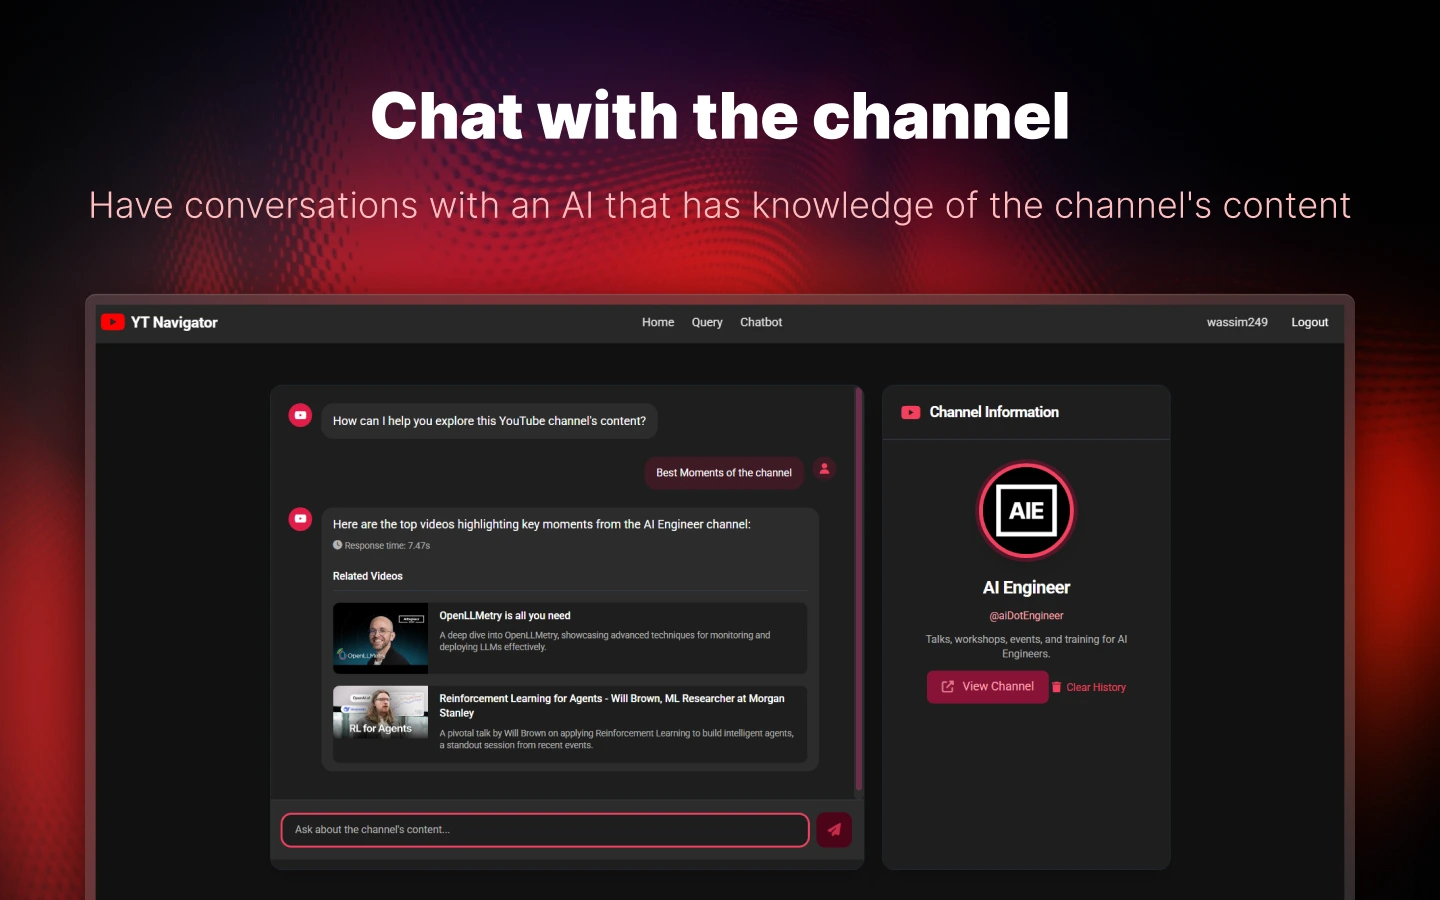 Chat with the channel
Have conversations with an AI that has knowledge of the channel's content
YT Navigator
Home
Query
Chatbot
wassim249
Logout
How can I help you explore this YouTube channel's content?
Best Moments of the channel
Here are the top videos highlighting key moments from the AI Engineer channel:
Response time: 7.47s
Related Videos
OpenLLMetry
OpenLLMetry is all you need
A deep dive into OpenLLMetry, showcasing advanced techniques for monitoring and
deploying LLMs effectively.
RL for Agents
Reinforcement Learning for Agents - Will Brown, ML Researcher at Morgan
Stanley
A pivotal talk by Will Brown on applying Reinforcement Learning to build intelligent agents,
a standout session from recent events.
Ask about the channel's content...
Channel Information
AIE
AI Engineer
@aiDotEngineer
Talks, workshops, events, and training for AI
Engineers.
View Channel
Clear History